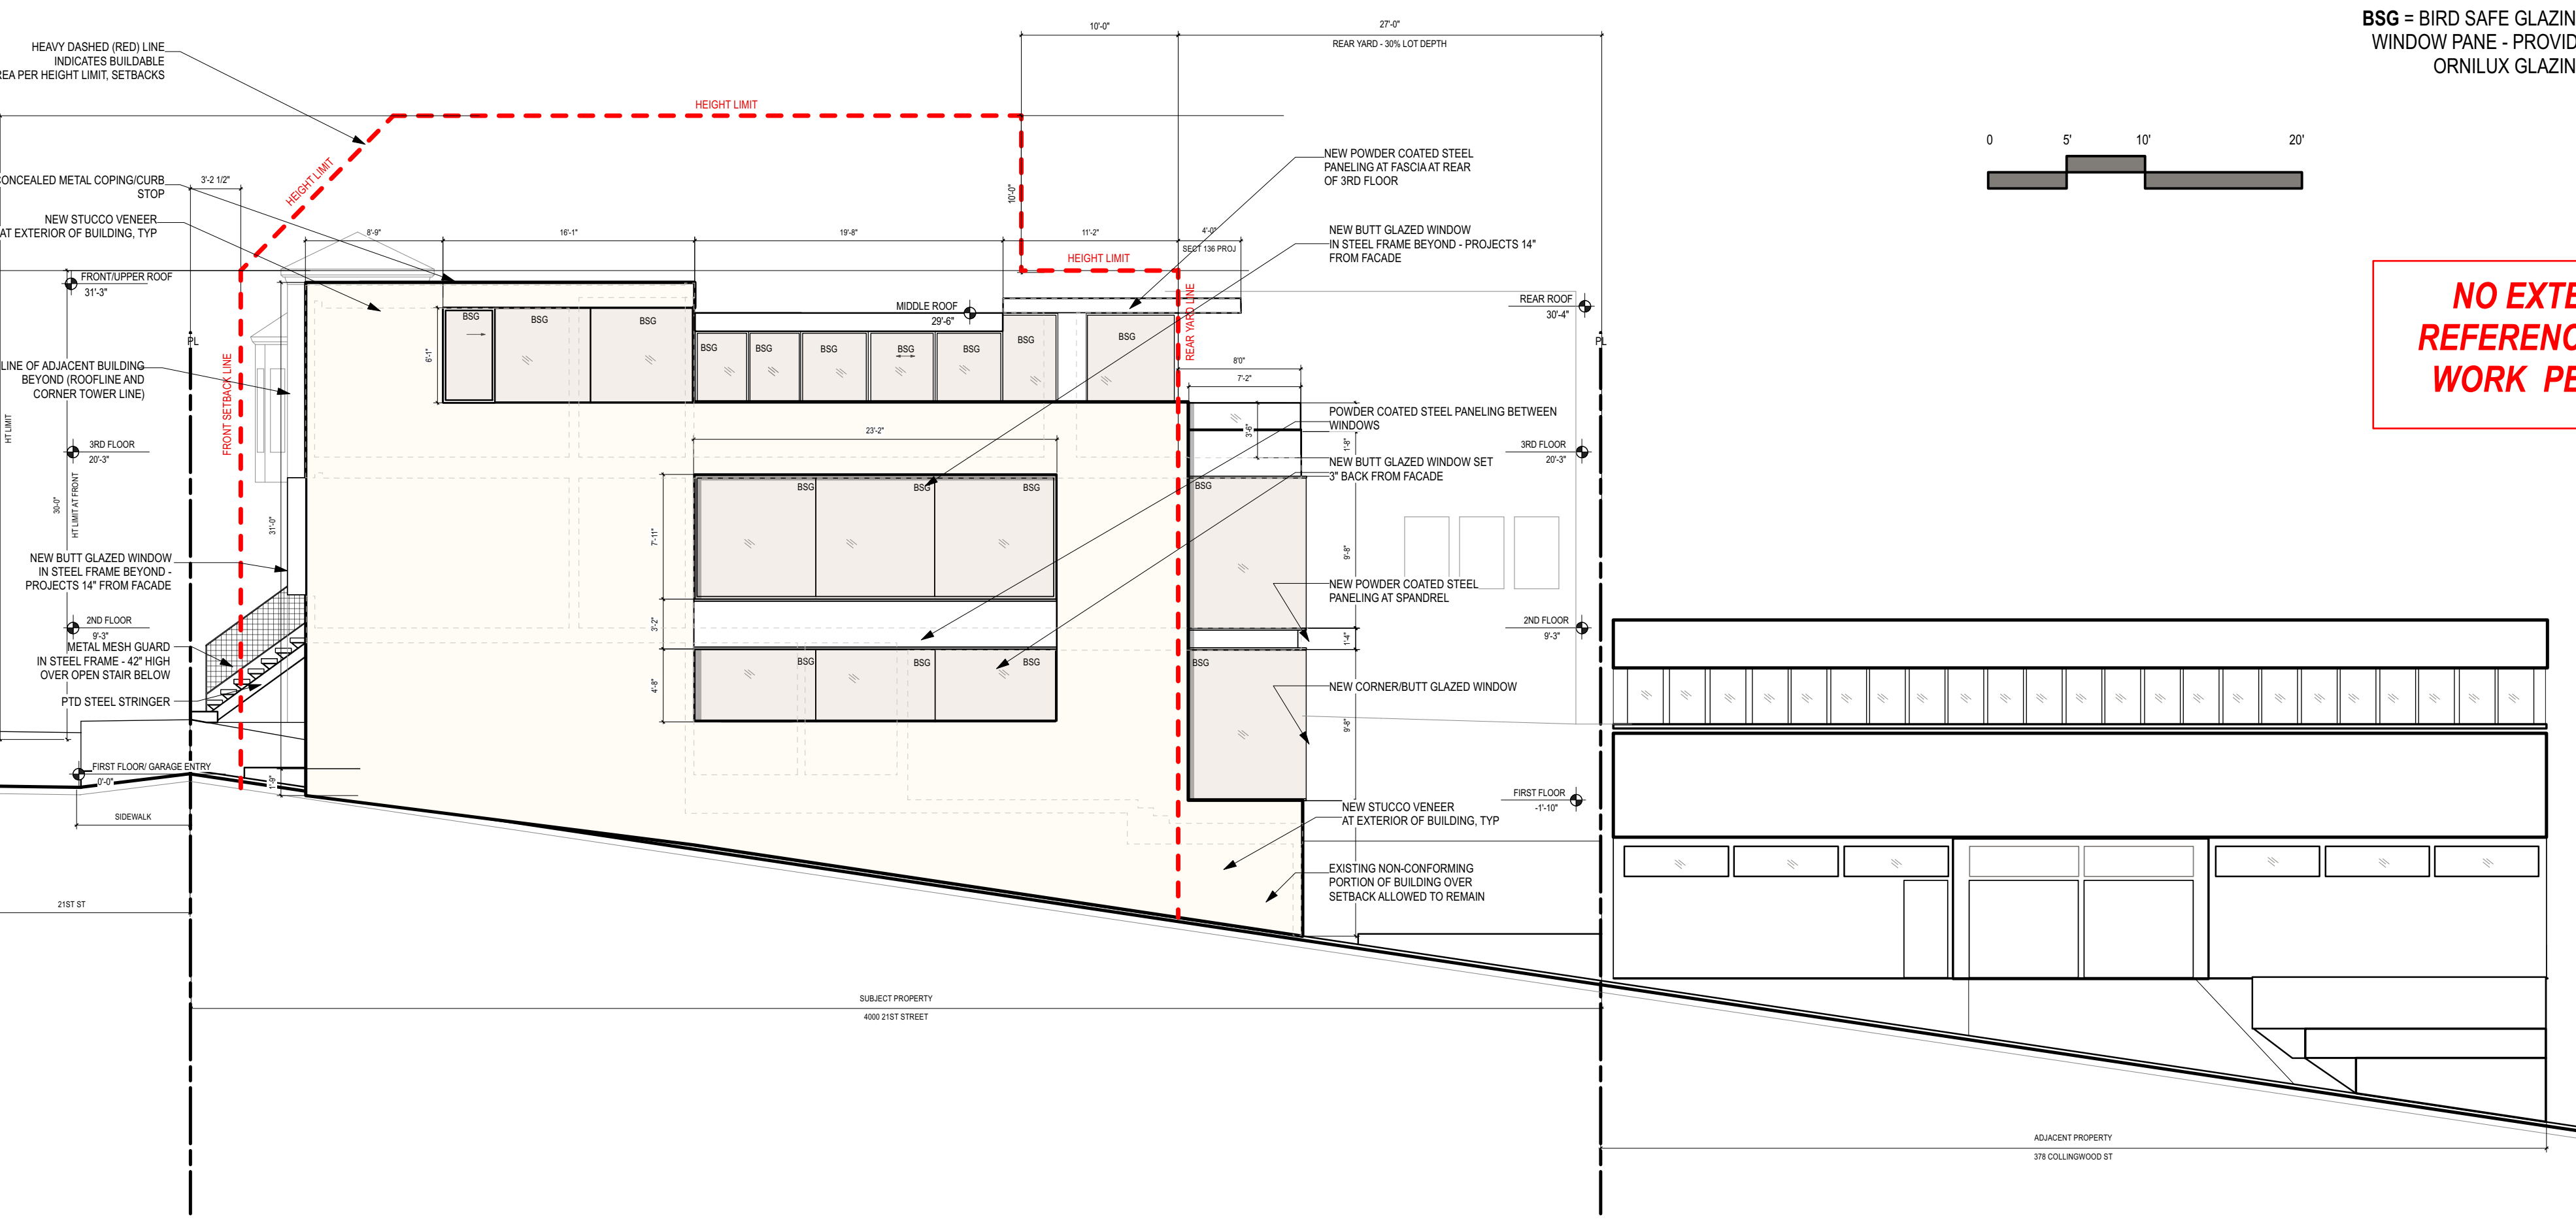 10'-0"
27'-0"
REAR YARD - 30% LOT DEPTH
BSG = BIRD SAFE GLAZIN
WINDOW PANE - PROVID
ORNILUX GLAZIN
HEAVY DASHED (RED) LINE
INDICATES BUILDABLE
REA PER HEIGHT LIMIT, SETBACKS
HEIGHT LIMIT
HEIGHT LIMIT
0 5' 10' 20'
CONCEALED METAL COPING/CURB
STOP
3'-2 1/2"
10'-0"
NEW POWDER COATED STEEL
PANELING AT FASCIA AT REAR
OF 3RD FLOOR
NEW STUCCO VENEER
AT EXTERIOR OF BUILDING, TYP
8'-9"
16'-1"
19'-8"
11'-2"
4'-0"
SECT 136 PROJ
HEIGHT LIMIT
NEW BUTT GLAZED WINDOW
IN STEEL FRAME BEYOND - PROJECTS 14"
FROM FACADE
FRONT/UPPER ROOF
31'-3"
MIDDLE ROOF
29'-6"
REAR ROOF
30'-4"
NO EXTE
REFERENC
WORK PE
PL
PL
LINE OF ADJACENT BUILDING
BEYOND (ROOFLINE AND
CORNER TOWER LINE)
FRONT SETBACK LINE
REAR YARD LINE
BSG
BSG
BSG
BSG
BSG
BSG
BSG
BSG
BSG
BSG
6'-1"
8'0"
7'-2"
HT LIMIT
3RD FLOOR
20'-3"
23'-2"
3'-6"
1'-8"
POWDER COATED STEEL PANELING BETWEEN
WINDOWS
3RD FLOOR
20'-3"
NEW BUTT GLAZED WINDOW SET
3" BACK FROM FACADE
30'-0"
HT LIMIT AT FRONT
31'-0"
BSG
BSG
BSG
BSG
7'-11"
9'-8"
NEW BUTT GLAZED WINDOW
IN STEEL FRAME BEYOND -
PROJECTS 14" FROM FACADE
NEW POWDER COATED STEEL
PANELING AT SPANDREL
2ND FLOOR
9'-3"
3'-2"
1'-4"
2ND FLOOR
9'-3"
METAL MESH GUARD
IN STEEL FRAME - 42" HIGH
OVER OPEN STAIR BELOW
BSG
BSG
BSG
BSG
4'-8"
9'-8"
NEW CORNER/BUTT GLAZED WINDOW
PTD STEEL STRINGER
FIRST FLOOR/ GARAGE ENTRY
0'-0"
1'-9"
FIRST FLOOR
-1'-10"
SIDEWALK
NEW STUCCO VENEER
AT EXTERIOR OF BUILDING, TYP
EXISTING NON-CONFORMING
PORTION OF BUILDING OVER
SETBACK ALLOWED TO REMAIN
21ST ST
SUBJECT PROPERTY
4000 21ST STREET
ADJACENT PROPERTY
378 COLLINGWOOD ST